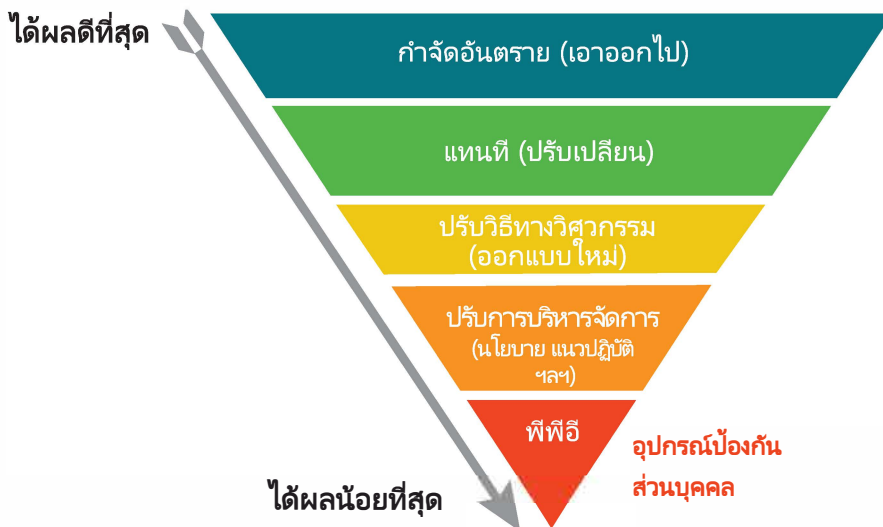 ได้ผลดีที่สุด
กำจัดอันตราย (เอาออกไป)
แทนที่ (ปรับเปลี่ยน)
ปรับวิธีทางวิศวกรรม
(ออกแบบใหม่)
ปรับการบริหารจัดการ
(นโยบาย แนวปฏิบัติ
ฯลฯ)
พีพีอี
อุปกรณ์ป้องกัน
ส่วนบุคคล
ได้ผลน้อยที่สุด